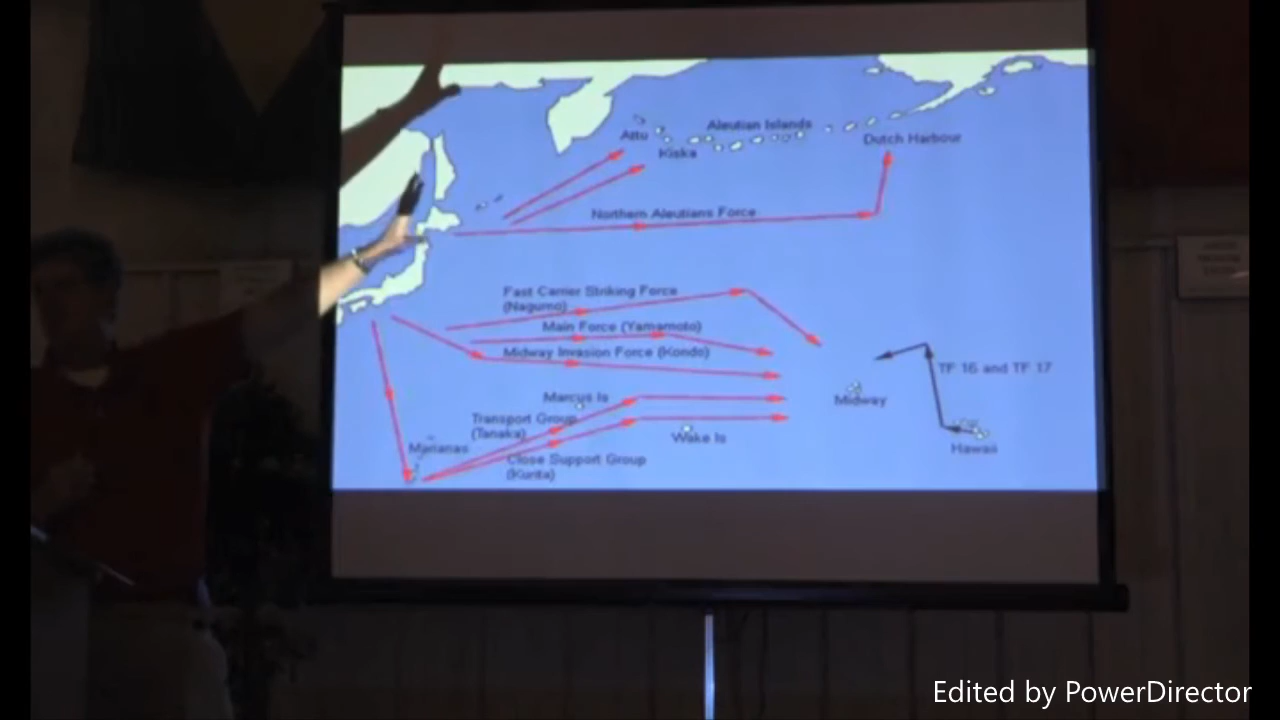 Attu
Aleutian Islands
Dutch Harbour
Kiska
Northern Aleutians Force
Fast Carrier Striking Force
(Nagumo)
Main Force (Yamamoto)
Midway Invasion Force (Kondo)
TF 16 and TF 17
Marcus Is
Midway
Transport Group
(Tanaka)
Wake Is
Marianas
Hawaii
Close Support Group
(Kurita)
Edited by PowerDirector